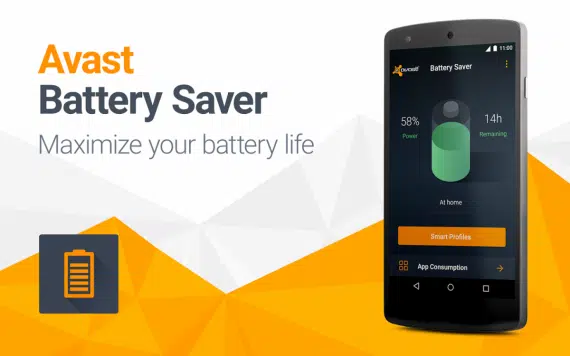 Avast
Battery Saver
Maximize your battery life
11:00
avast!
Battery Saver
58%
Power
14h
Remaining
At home
Smart Profiles
App Consumption